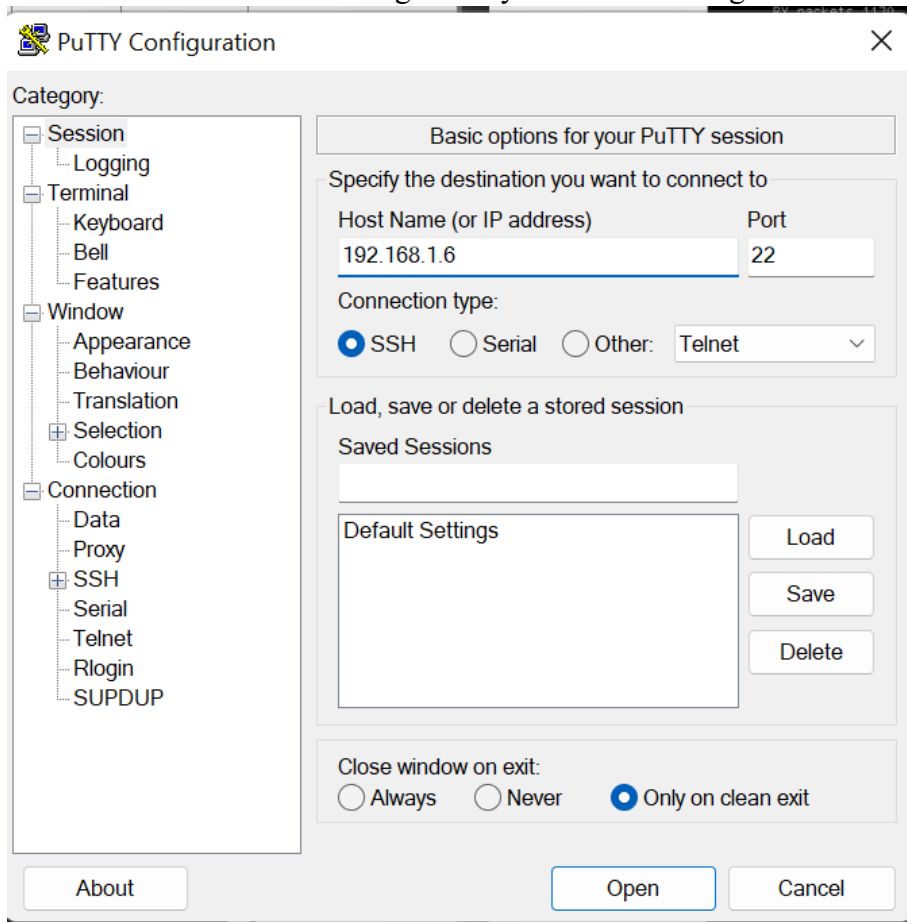 PuTTY Configuration
Category:
Session
Logging
Terminal
Keyboard
Bell
Features
Window
Appearance
Behaviour
Translation
Selection
Colours
Connection
Data
Proxy
SSH
Serial
Telnet
Rlogin
SUPDUP
Basic options for your PuTTY session
Specify the destination you want to connect to
Host Name (or IP address) Port
192.168.1.6 22
Connection type:
SSH Serial Other: Telnet
Load, save or delete a stored session
Saved Sessions
Default Settings
Load
Save
Delete
Close window on exit:
Always Never Only on clean exit
About Open Cancel